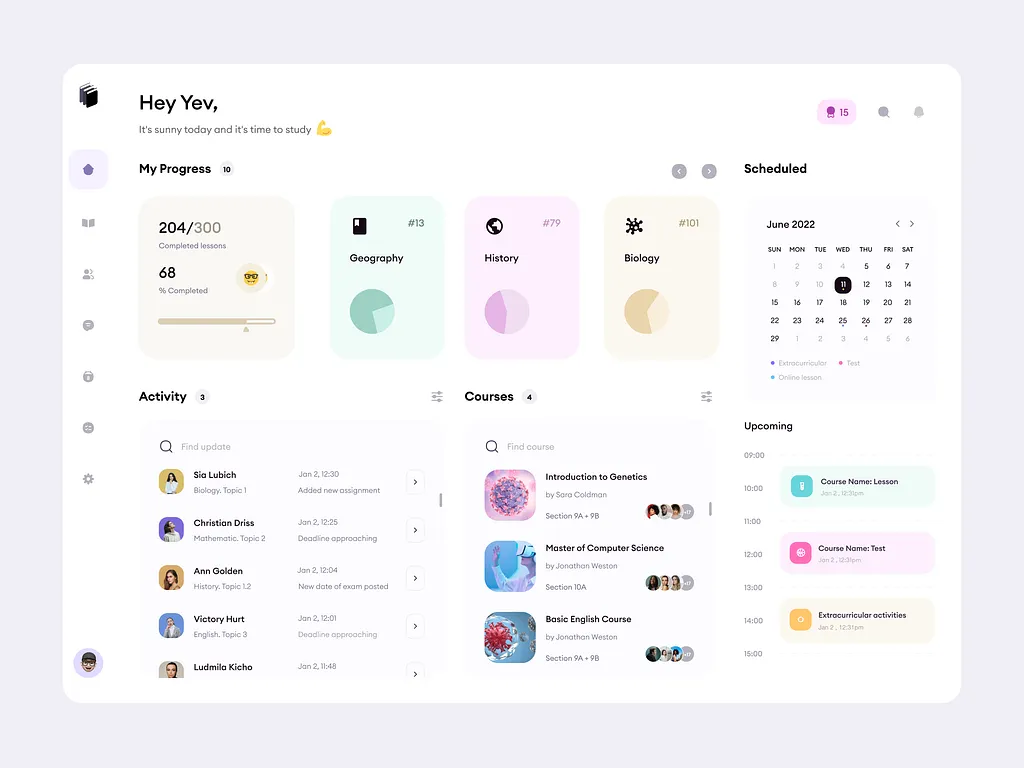 Hey Yev,
It's sunny today and it's time to study
15
My Progress 10
204/300
Completed lessons
68
% Completed
#13
Geography
#79
History
#101
Biology
Scheduled
June 2022
SUN MON TUE WED THU FRI SAT
1 2 3 4 5 6 7
8 9 10 11 12 13 14
15 16 17 18 19 20 21
22 23 24 25 26 27 28
29 1 2 3 4 5 6
Extracurricular Test
Online lesson
Activity 3
Find update
Sia Lubich Jan 2, 12:30
Biology. Topic 1 Added new assignment
Christian Driss Jan 2, 12:25
Mathematic. Topic 2 Deadline approaching
Ann Golden Jan 2, 12:04
History. Topic 1.2 New date of exam posted
Victory Hurt Jan 2, 12:01
English. Topic 3 Deadline approaching
Ludmila Kicho Jan 2, 11:48
Courses 4
Find course
Introduction to Genetics
by Sara Coldman
Section 9A + 9B
+17
Master of Computer Science
by Jonathan Weston
Section 10A
+17
Basic English Course
by Jonathan Weston
Section 9A + 9B
+17
Upcoming
09:00
10:00
Course Name: Lesson
Jan 2 , 12:31pm
11:00
12:00
Course Name: Test
Jan 2 , 12:31pm
13:00
14:00
Extracurricular activities
Jan 2 , 12:31pm
15:00